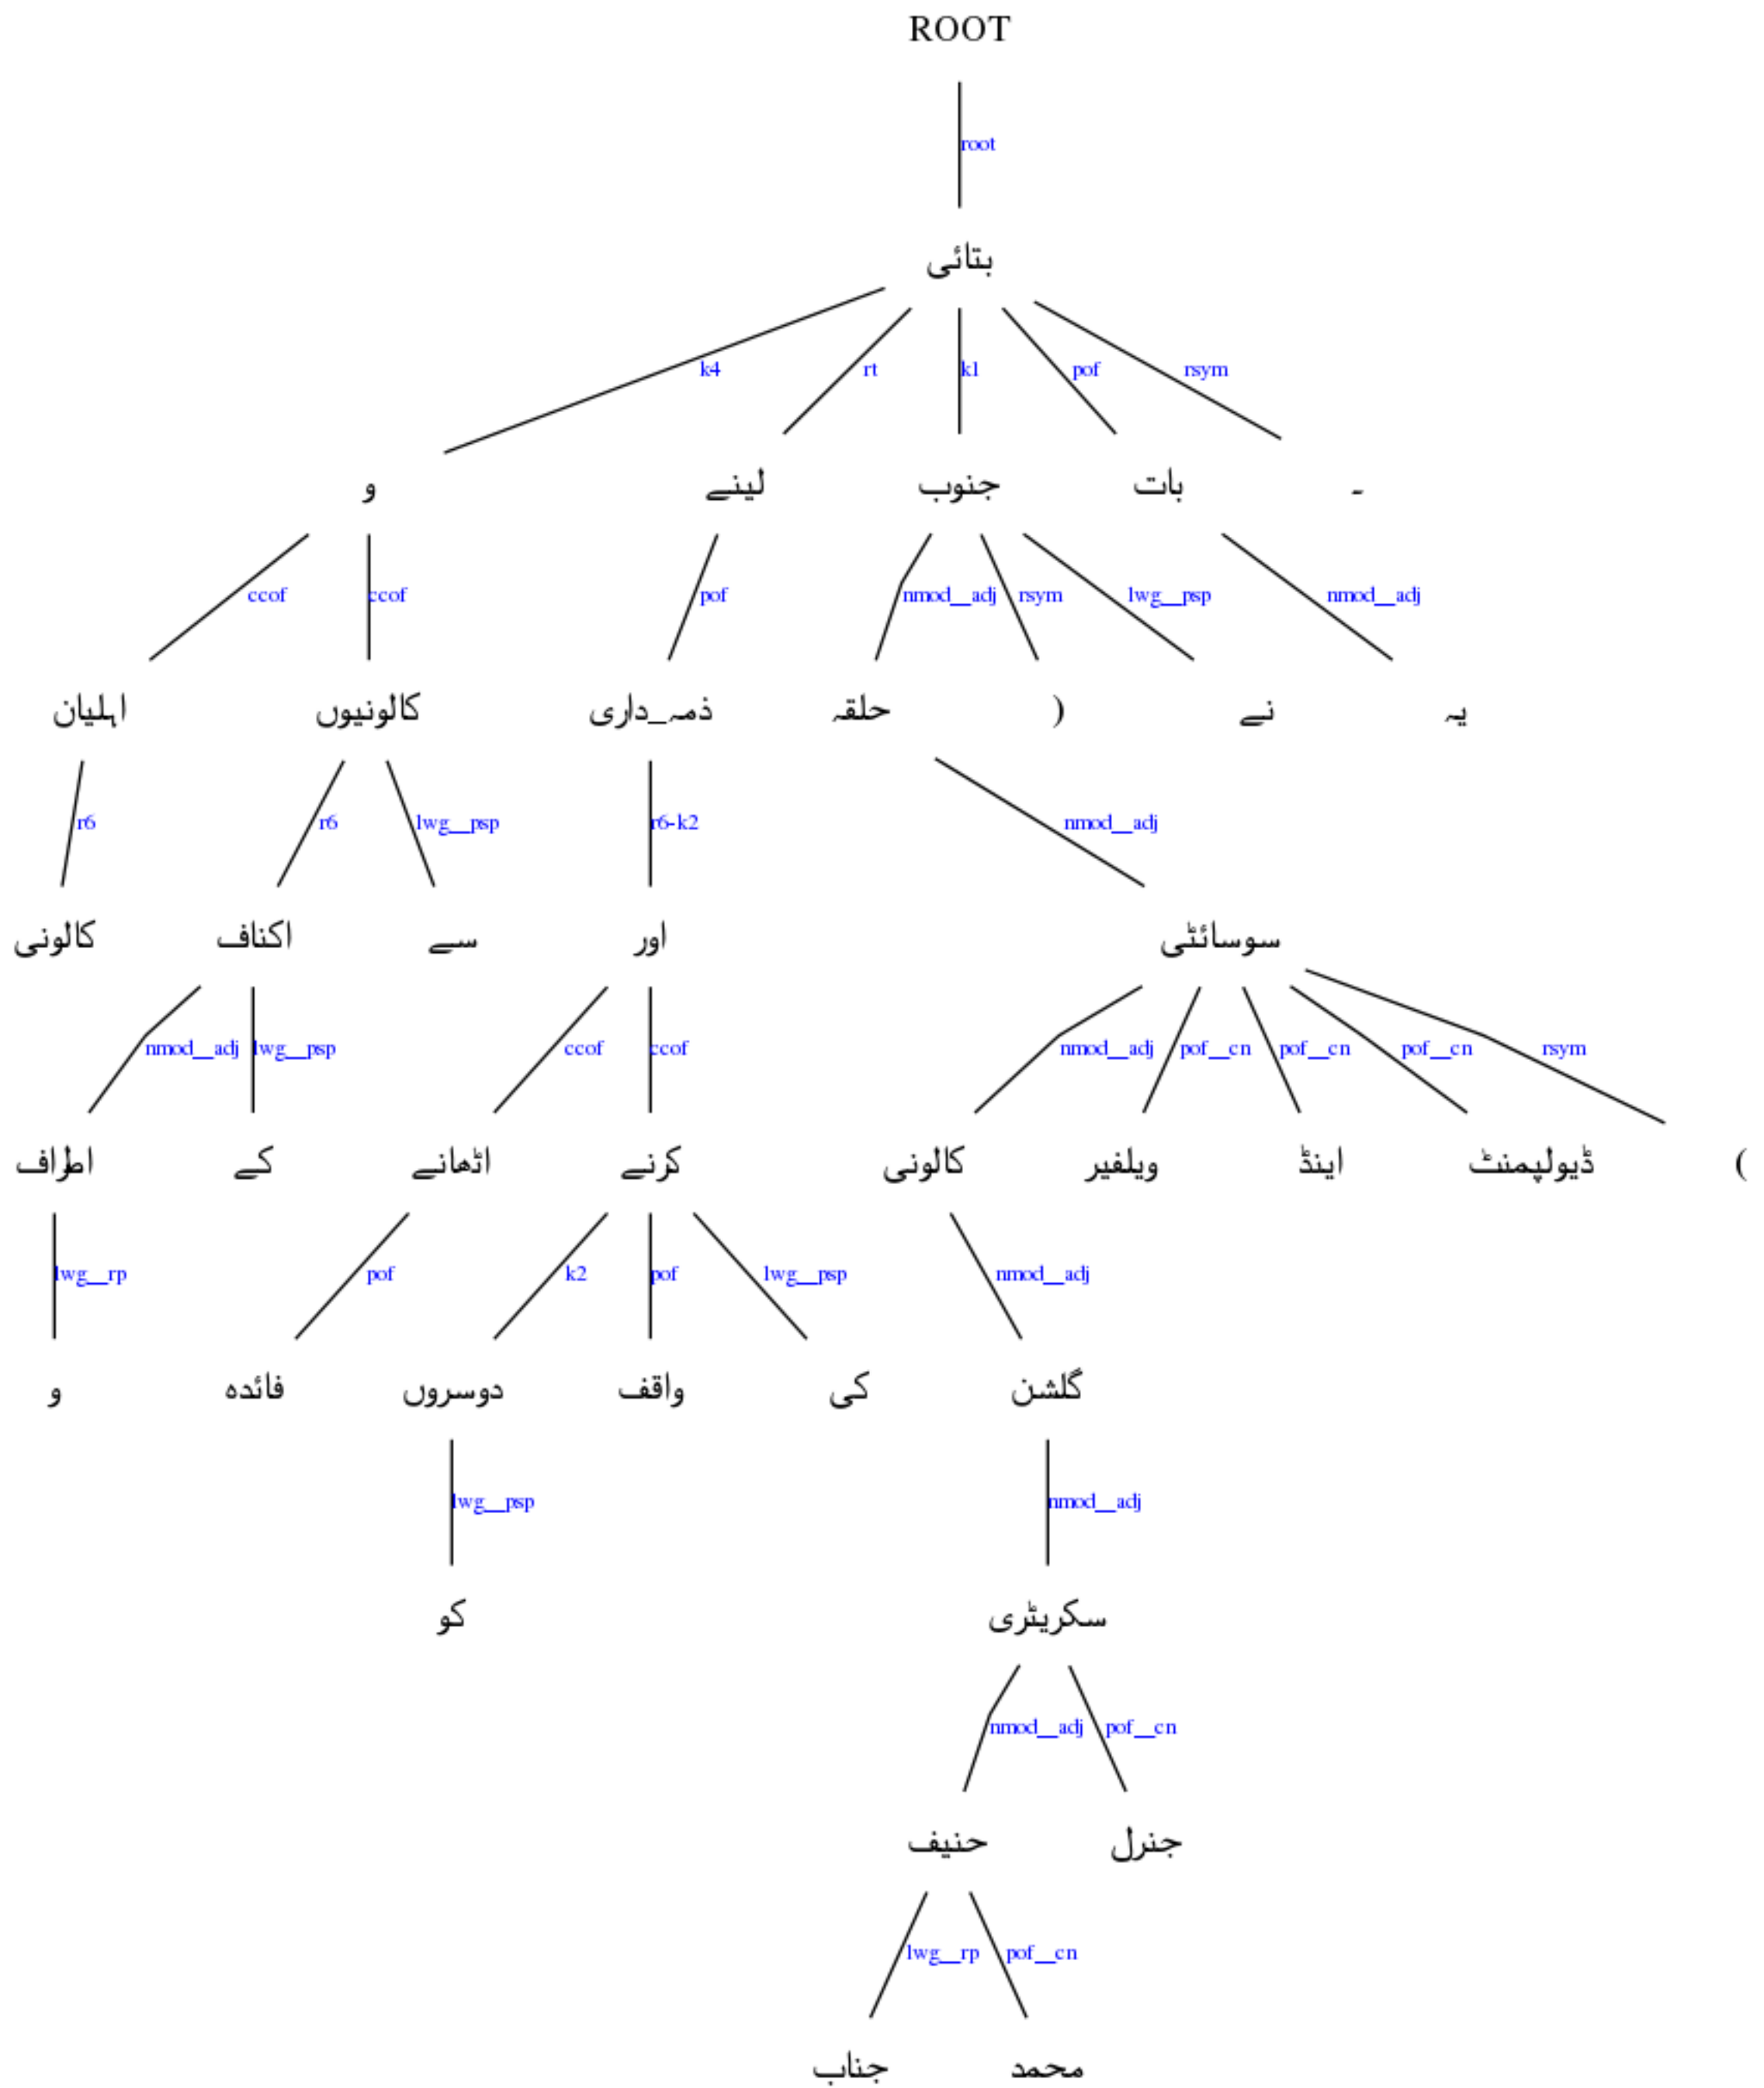 ROOT
root
بتائی
k4 rt k1 pof rsym
و لینے جنوب بات ۔
ccof ccof pof nmod__adj rsym lwg__psp nmod__adj
اہلیان کالونیوں ذمہ_داری حلقہ ) نے یہ
r6 r6 lwg__psp r6-k2 nmod__adj
کالونی اکناف سے اور سوسائٹی
nmod__adj lwg__psp ccof ccof nmod__adj pof__cn pof__cn pof__cn rsym
اطراف کے اٹھانے کرنے کالونی ویلفیر اینڈ ڈیولپمنٹ (
lwg__rp pof k2 pof lwg__psp nmod__adj
و فائدہ دوسروں واقف کی گلشن
lwg__psp nmod__adj
کو سکریٹری
nmod__adj pof__cn
حنیف جنرل
lwg__rp pof__cn
جناب محمد